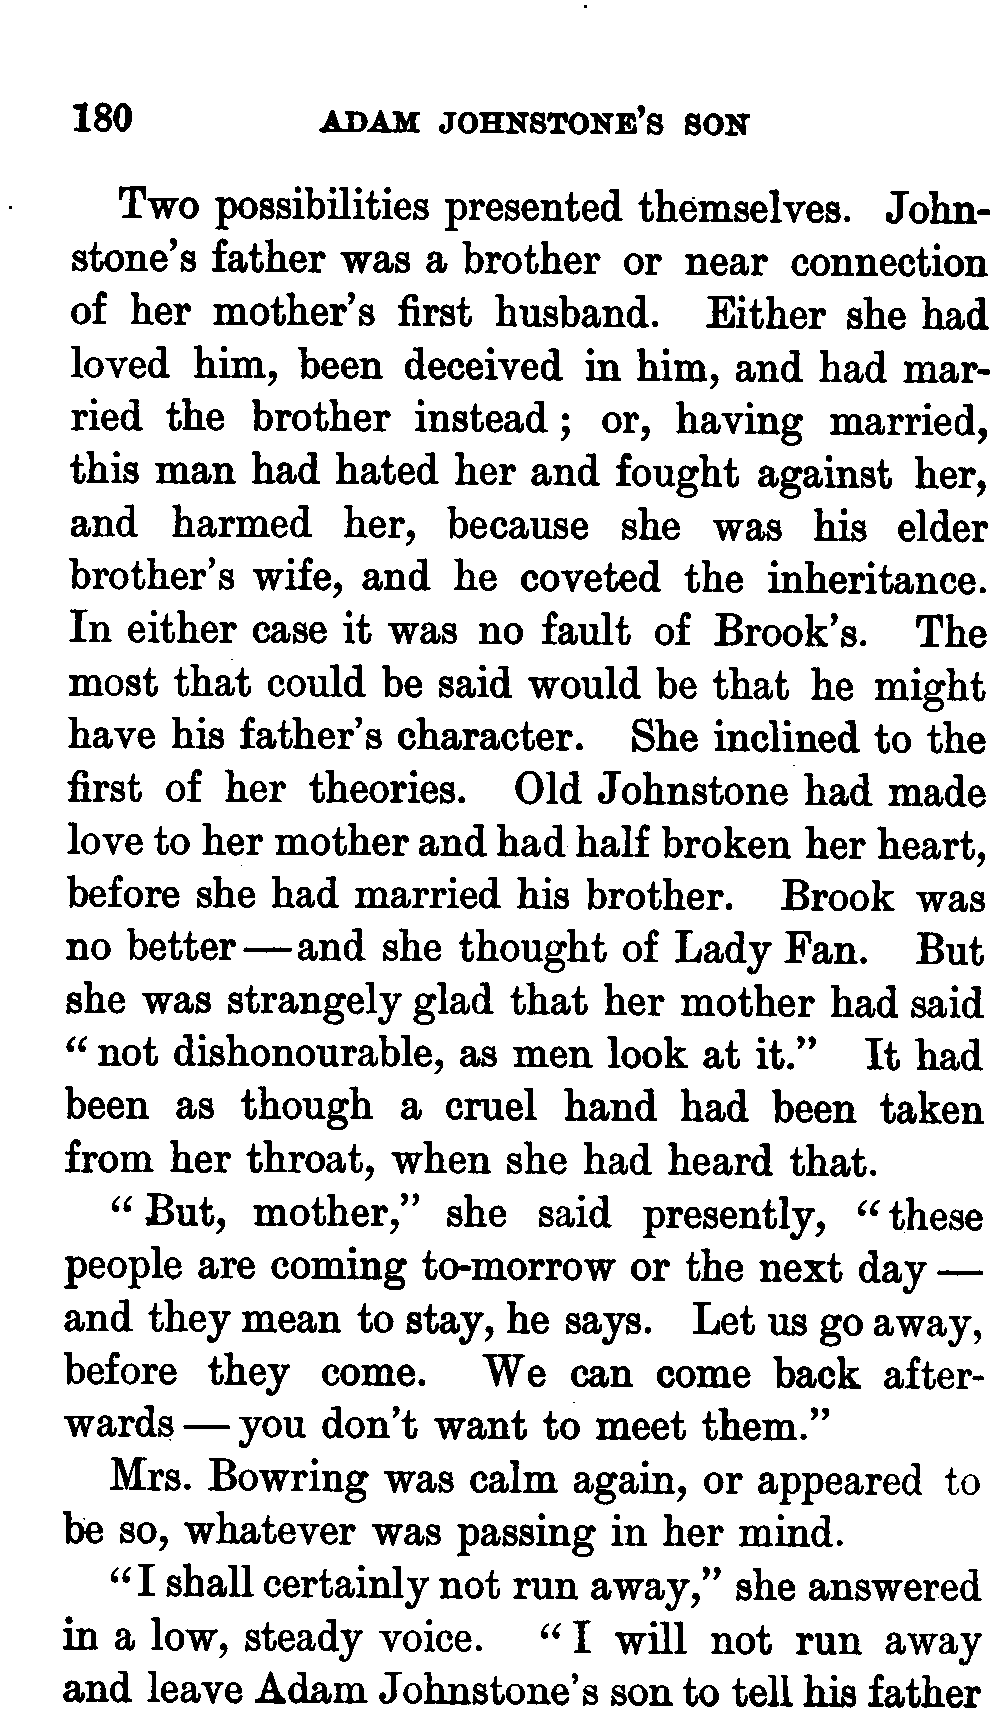 180 ADAM JOHNSTONE'S SON
Two possibilities presented themselves. John-
stone's father was a brother or near connection
of her mother's first husband. Either she had
loved him, been deceived in him, and had mar-
ried the brother instead; or, having married,
this man had hated her and fought against her,
and harmed her, because she was his elder
brother's wife, and he coveted the inheritance.
In either case it was no fault of Brook's. The
most that could be said would be that he might
have his father's character. She inclined to the
first of her theories. Old Johnstone had made
love to her mother and had half broken her heart,
before she had married his brother. Brook was
no better—and she thought of Lady Fan. But
she was strangely glad that her mother had said
"not dishonourable, as men look at it." It had
been as though a cruel hand had been taken
from her throat, when she had heard that.
"But, mother," she said presently, "these
people are coming to-morrow or the next day—
and they mean to stay, he says. Let us go away,
before they come. We can come back after-
wards—you don't want to meet them."
Mrs. Bowring was calm again, or appeared to
be so, whatever was passing in her mind.
"I shall certainly not run away," she answered
in a low, steady voice. "I will not run away
and leave Adam Johnstone's son to tell his father